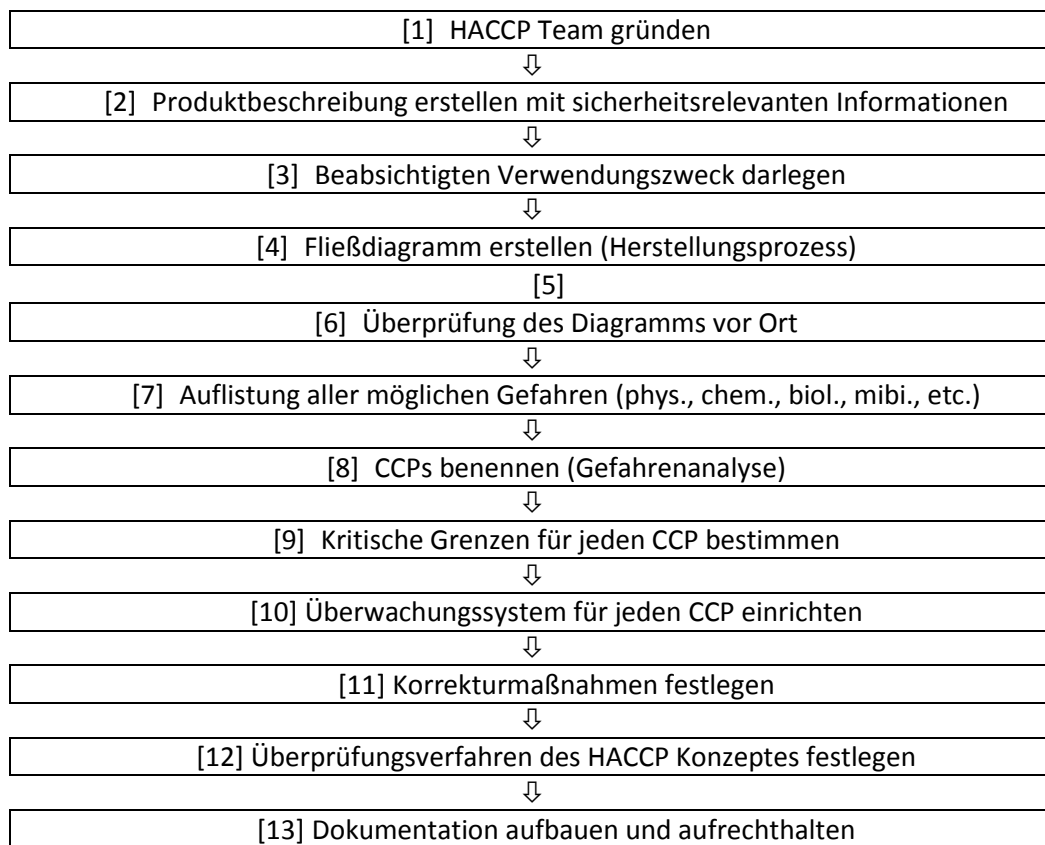 [1] HACCP Team gründen
⇩
[2] Produktbeschreibung erstellen mit sicherheitsrelevanten Informationen
⇩
[3] Beabsichtigten Verwendungszweck darlegen
⇩
[4] Fließdiagramm erstellen (Herstellungsprozess)
[5]
[6] Überprüfung des Diagramms vor Ort
⇩
[7] Auflistung aller möglichen Gefahren (phys., chem., biol., mibi., etc.)
⇩
[8] CCPs benennen (Gefahrenanalyse)
⇩
[9] Kritische Grenzen für jeden CCP bestimmen
⇩
[10] Überwachungssystem für jeden CCP einrichten
⇩
[11] Korrekturmaßnahmen festlegen
⇩
[12] Überprüfungsverfahren des HACCP Konzeptes festlegen
⇩
[13] Dokumentation aufbauen und aufrechthalten